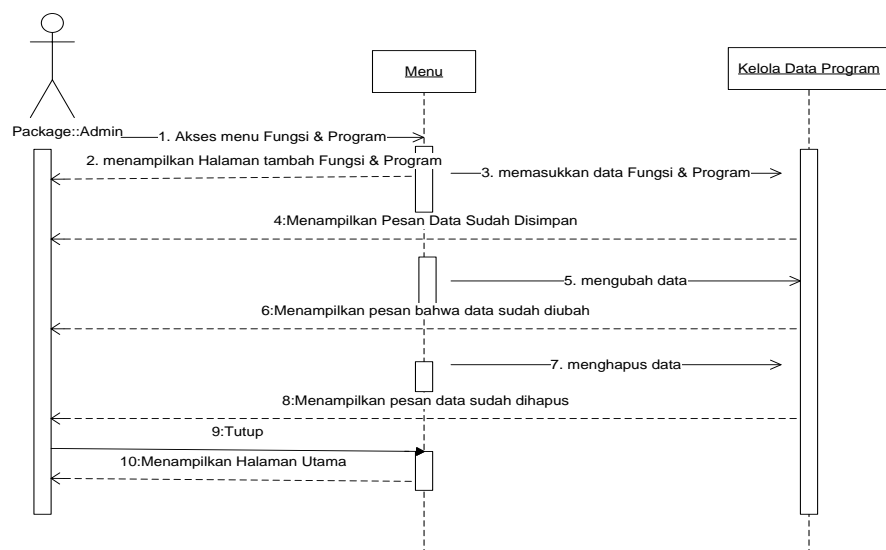 Menu
Kelola Data Program
Package::Admin
1. Akses menu Fungsi & Program
2. menampilkan Halaman tambah Fungsi & Program
3. memasukkan data Fungsi & Program
4:Menampilkan Pesan Data Sudah Disimpan
5. mengubah data
6:Menampilkan pesan bahwa data sudah diubah
7. menghapus data
8:Menampilkan pesan data sudah dihapus
9:Tutup
10:Menampilkan Halaman Utama